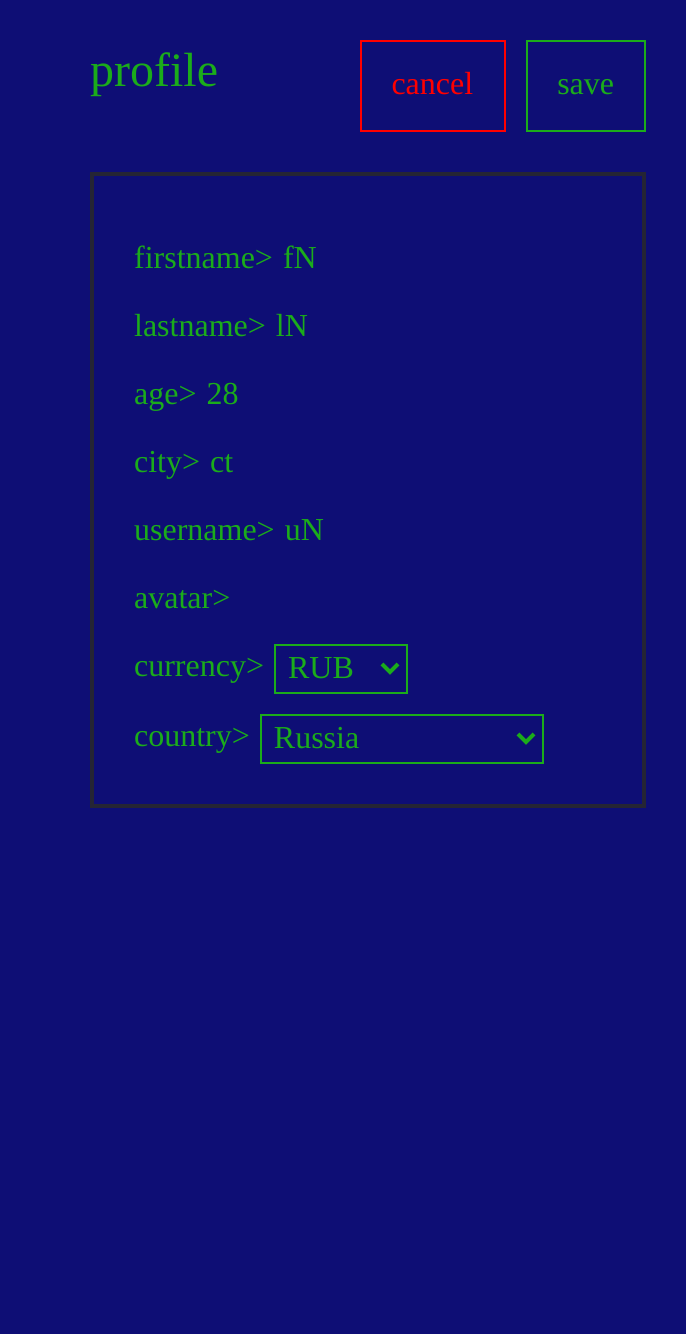 profile cancel save
firstname> fN
lastname> lN
age> 28
city> ct
username> uN
avatar>
currency> RUB
country> Russia